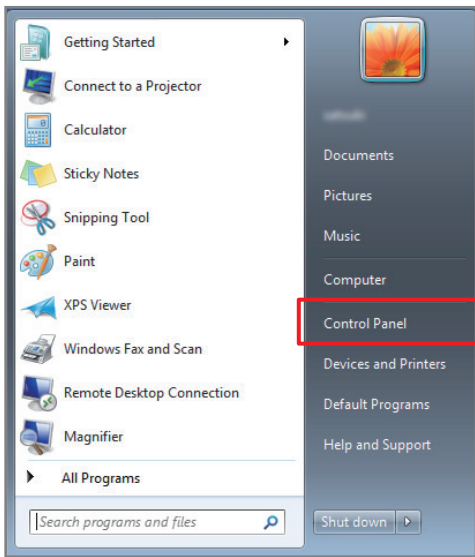 Getting Started
Connect to a Projector
Calculator
Sticky Notes
Snipping Tool
Paint
XPS Viewer
Windows Fax and Scan
Remote Desktop Connection
Magnifier
All Programs
Search programs and files
Documents
Pictures
Music
Computer
Control Panel
Devices and Printers
Default Programs
Help and Support
Shut down